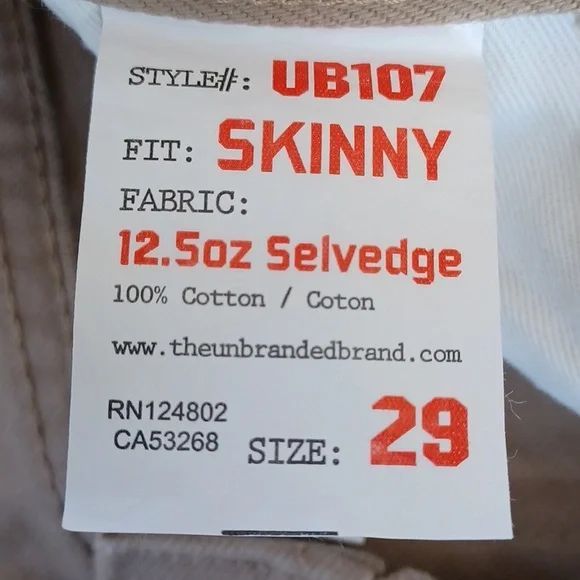 STYLE#: UB107
FIT: SKINNY
FABRIC:
12.5oz Selvedge
100% Cotton / Coton
www.theunbrandedbrand.com
RN124802
CA53268
SIZE: 29